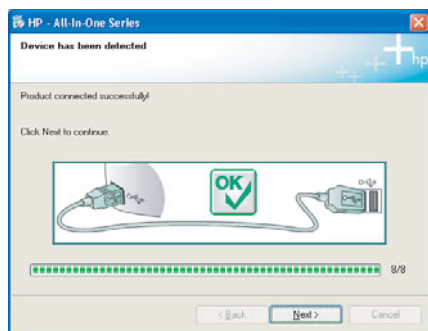 HP - All-In-One Series
Device has been detected
hp
Product connected successfully!
Click Next to continue.
OK
8/8
< Back Next > Cancel